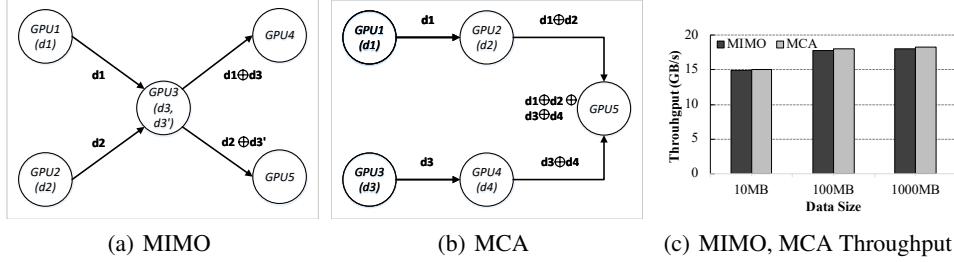 GPU1
(d1)
GPU4
d1
d1⊕d3
GPU3
(d3,
d3')
d2
d2 ⊕d3'
GPU2
(d2)
GPU5
(a) MIMO
GPU1
(d1)
d1
GPU2
(d2)
d1⊕d2
d1⊕d2 ⊕
d3⊕d4
GPU5
GPU3
(d3)
d3
GPU4
(d4)
d3⊕d4
(b) MCA
MIMO MCA
Throuhgput (GB/s)
20
15
10
5
0
10MB 100MB 1000MB
Data Size
(c) MIMO, MCA Throughput